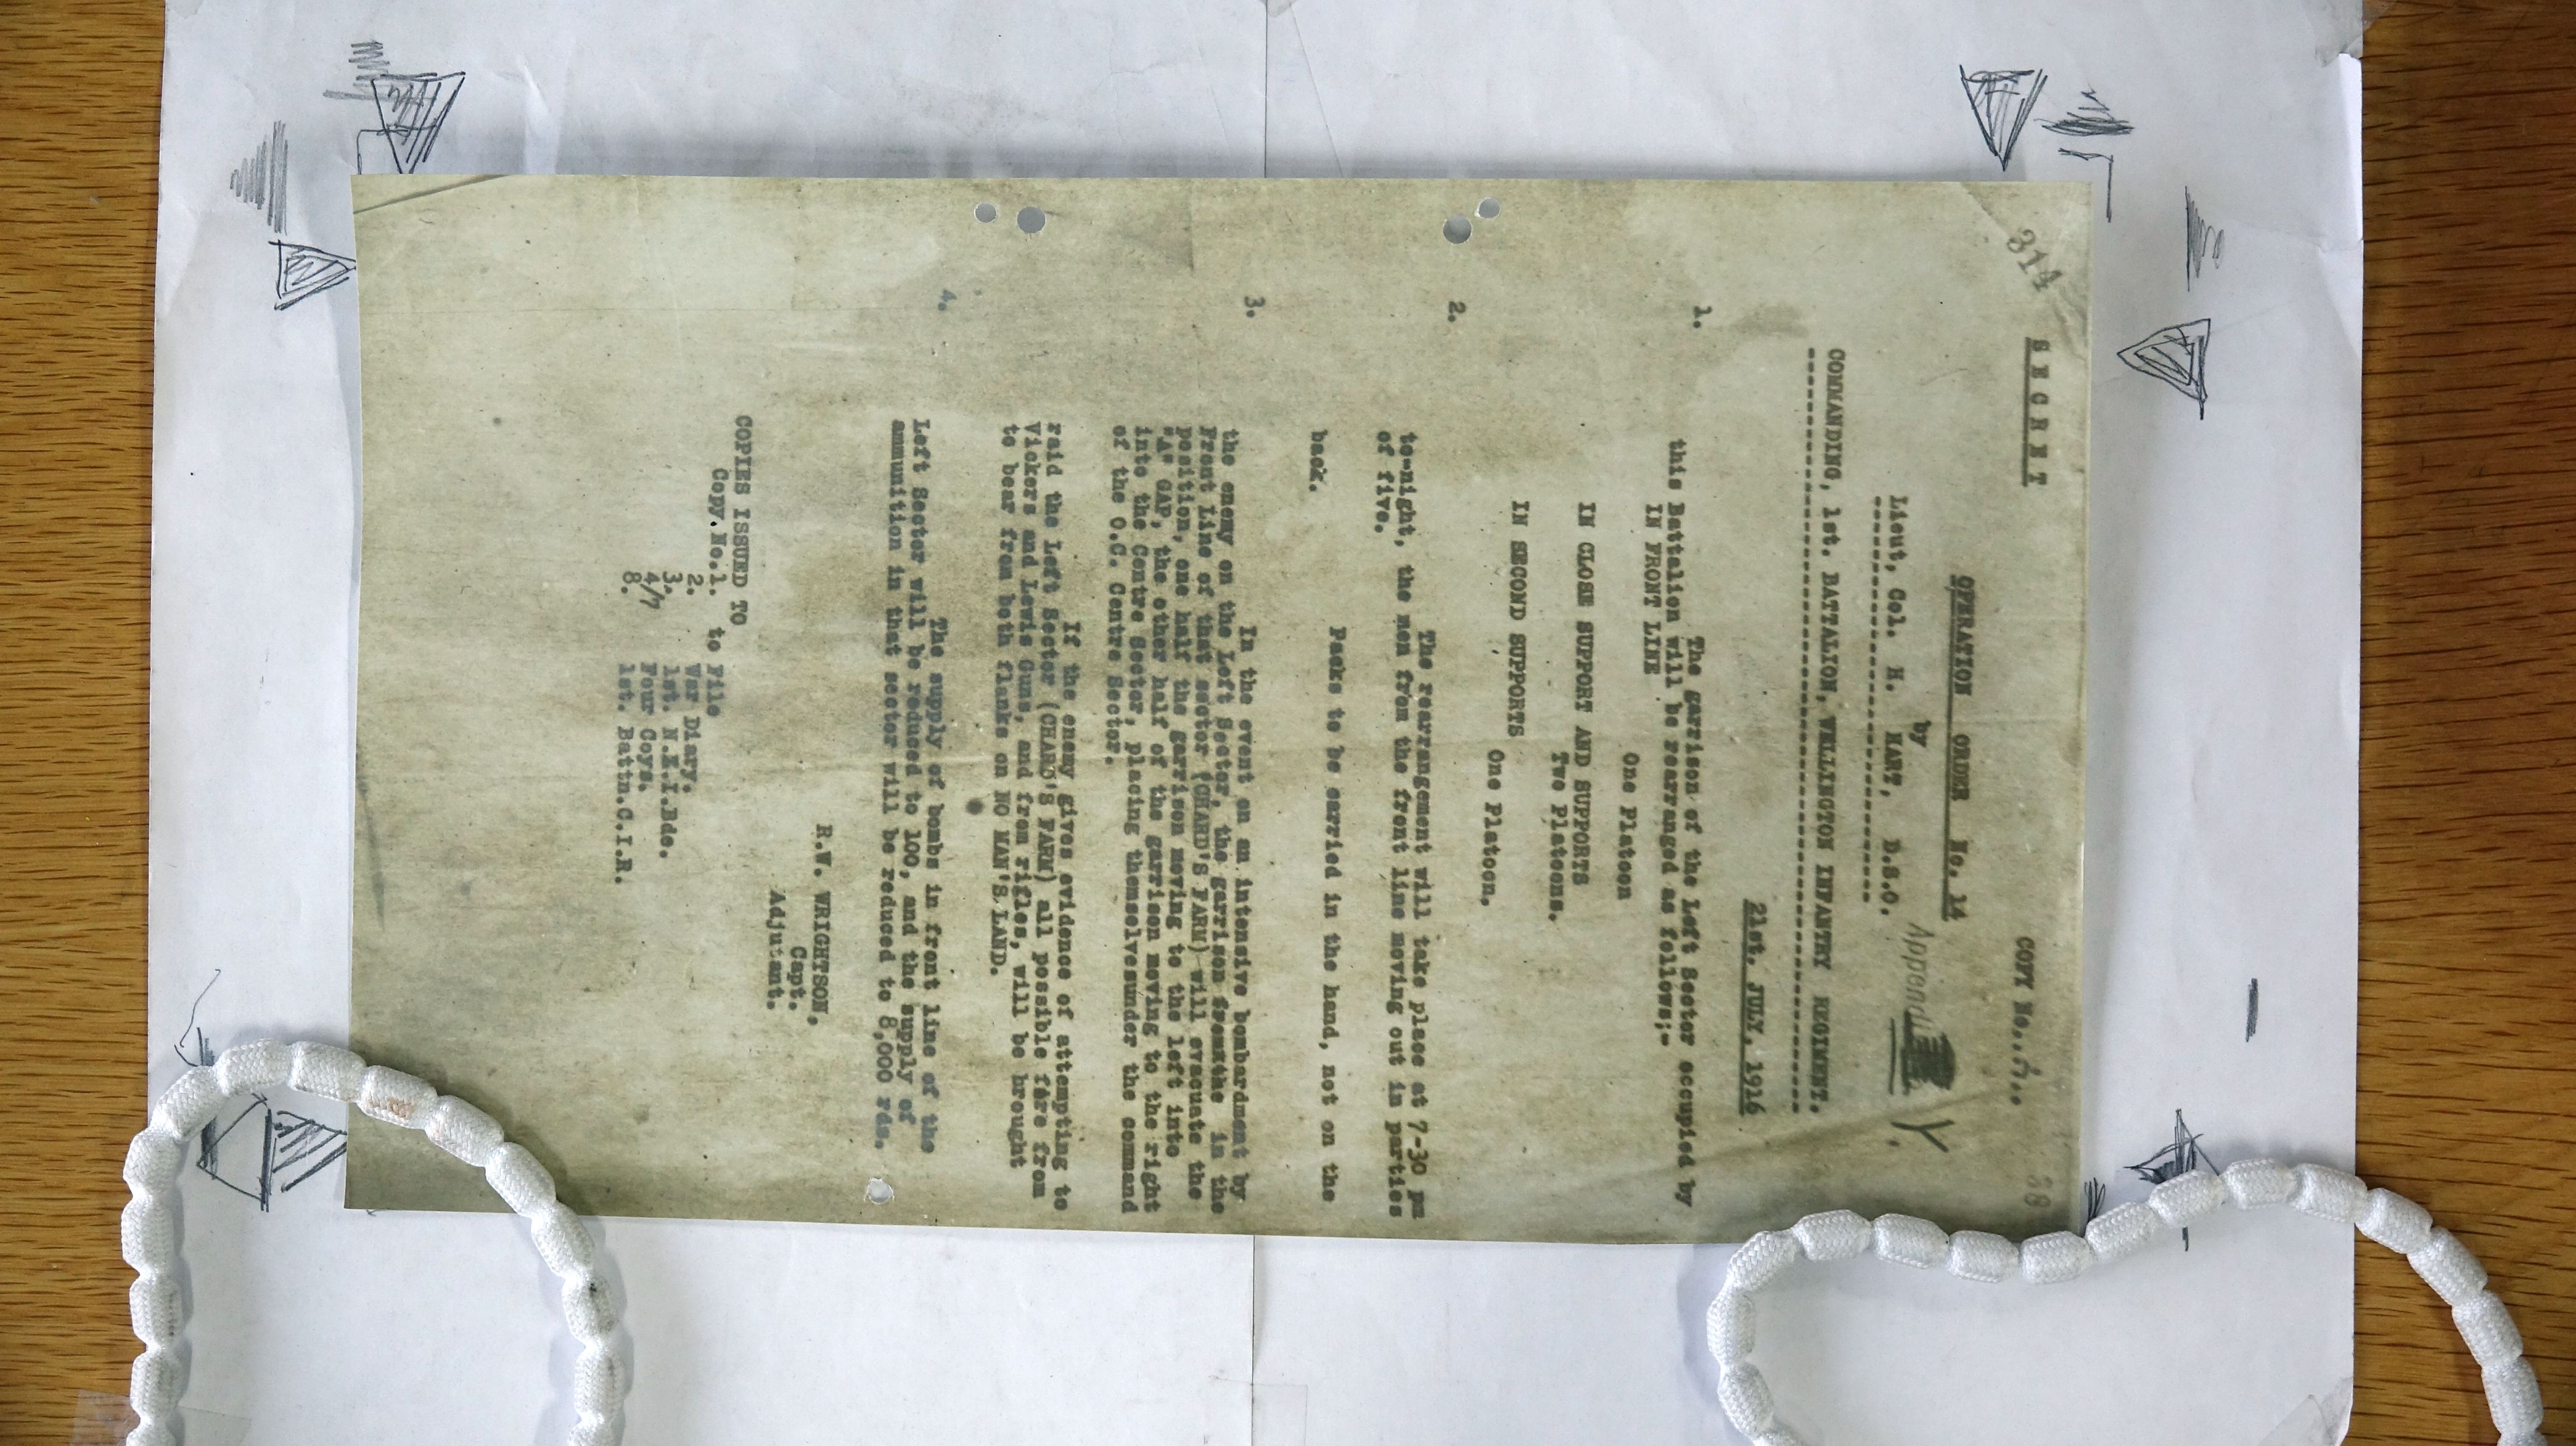 314
SECRET
COPY No.
38
OPERATION ORDER No. 14
by
Appendix
Y
Lieut, Col. H. HART, D.S.O.
COMMANDING, 1st. BATTALION, WELLINGTON INFANTRY REGIMENT.
21st. JULY. 1916
1.
The garrison of the Left Sector occupied by
this Battalion will be rearranged as follows;-
IN FRONT LINE
One Platoon
IN CLOSE SUPPORT AND SUPPORTS
Two Platoons.
IN SECOND SUPPORTS
One Platoon.
2.
The rearrangement will take place at 7-30 pm
to-night, the men from the front line moving out in parties
of five.
Packs to be carried in the hand, not on the
back.
3.
In the event on an intensive bombardment by
the enemy on the Left Sector, the garrison fromthe in the
Front Line of that sector (CHARD'S FARM) will evacuate the
position, one half the garrison moving to the left into
"A" GAP, the other half of the garrison moving to the right
into the Centre Sector, placing themselvesunder the command
of the O.C. Centre Sector.
If the enemy gives evidence of attempting to
raid the Left Sector (CHARD'S FARM) all possible fire from
Vickers and Lewis Guns, and from rifles, will be brought
to bear from both flanks on NO MAN'S LAND.
4.
The supply of bombs in front line of the
Left Sector will be reduced to 100, and the supply of
ammunition in that sector will be reduced to 8,000 rds.
R.W. WRIGHTSON.
Capt.
Adjutant.
COPIES ISSUED TO
Copy.No.1. to File
2. War Diary.
3. 1st. N.Z.I.Bde.
4/7 Four Coys.
8. 1st. Battn.C.I.R.